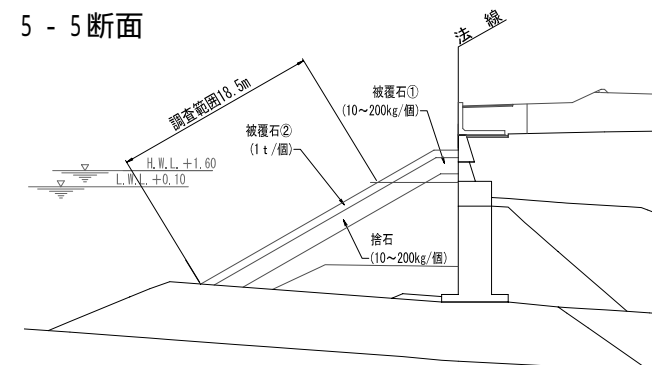 5 - 5断面
法線
調査範囲18.5m
被覆石①
(10～200kg/個)
被覆石②
(1ｔ/個)
H.W.L. +1.60
L.W.L. +0.10
捨石
(10～200kg/個)